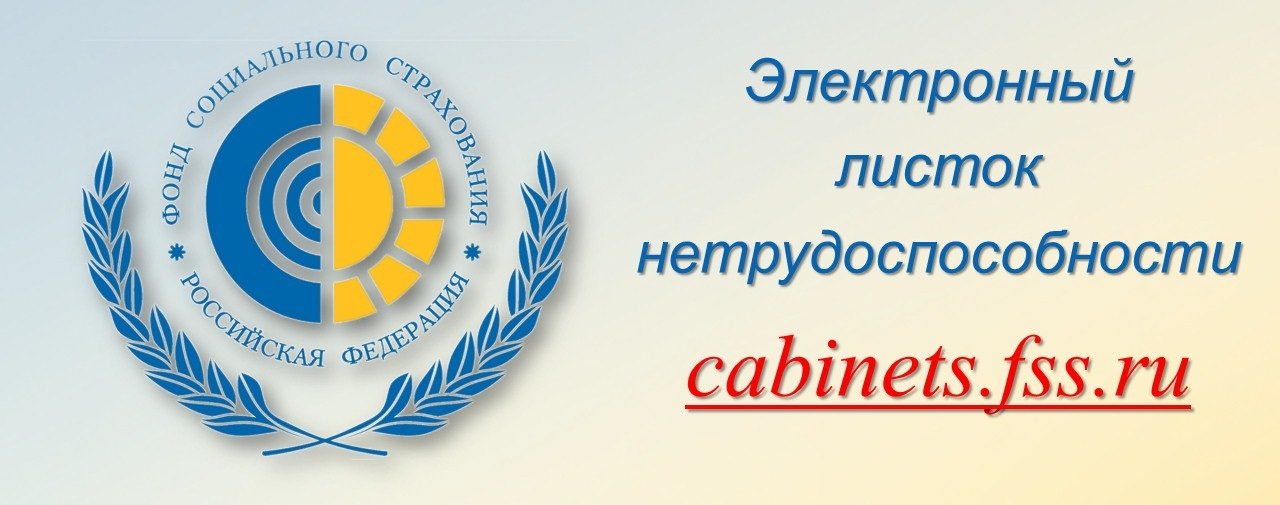 ФОНД СОЦИАЛЬНОГО СТРАХОВАНИЯ
РОССИЙСКАЯ ФЕДЕРАЦИЯ
Электронный
листок
нетрудоспособности
cabinets.fss.ru